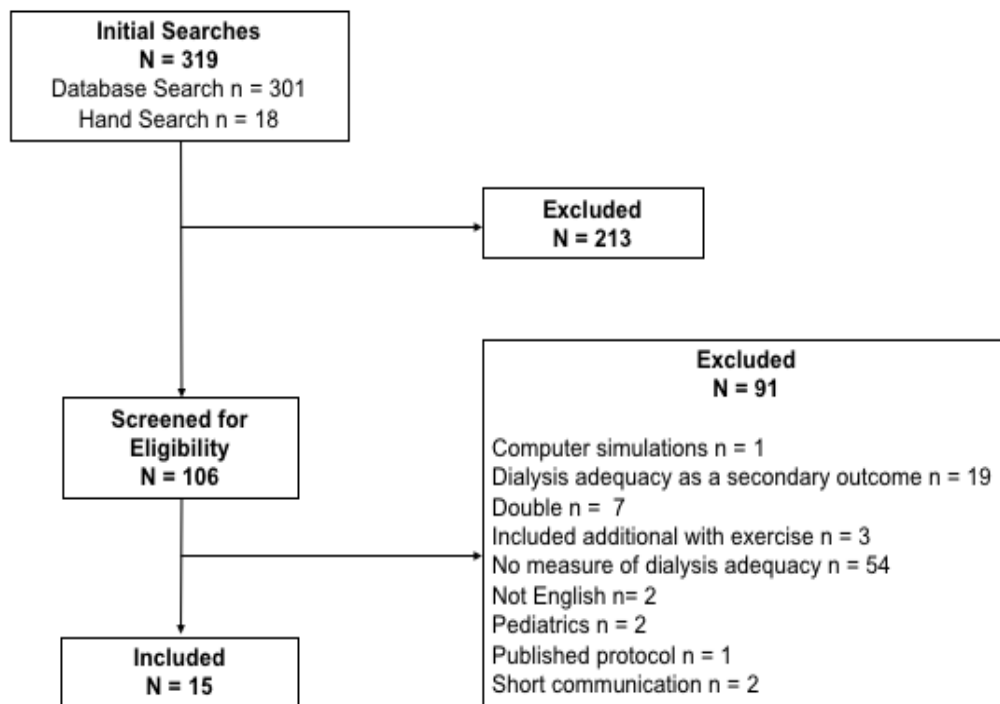 Initial Searches
N = 319
Database Search n = 301
Hand Search n = 18
Excluded
N = 213
Screened for
Eligibility
N = 106
Excluded
N = 91
Computer simulations n = 1
Dialysis adequacy as a secondary outcome n = 19
Double n =  7
Included additional with exercise n = 3
No measure of dialysis adequacy n = 54
Not English n= 2
Pediatrics n = 2
Published protocol n = 1
Short communication n = 2
Included
N = 15